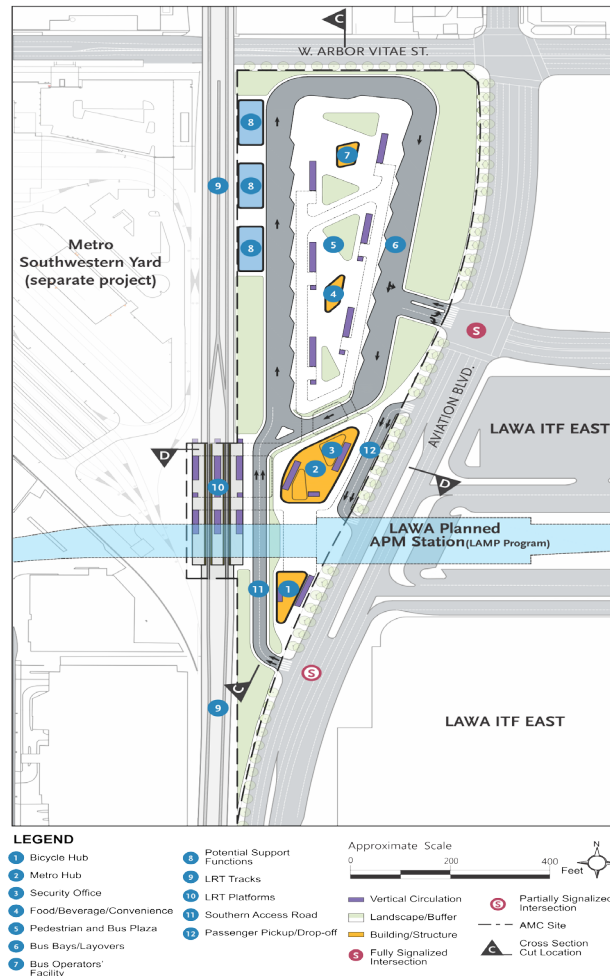 C
W. ARBOR VITAE ST.
8
7
9
8
Metro
Southwestern Yard
(separate project)
8
5
6
4
S
AVIATION BLVD.
LAWA ITF EAST
3
12
D
2
10
D
LAWA Planned
APM Station(LAMP Program)
11
1
S
C
9
LAWA ITF EAST
LEGEND
1 Bicycle Hub
2 Metro Hub
3 Security Office
4 Food/Beverage/Convenience
5 Pedestrian and Bus Plaza
6 Bus Bays/Layovers
7 Bus Operators'
Facility
8 Potential Support
Functions
9 LRT Tracks
10 LRT Platforms
11 Southern Access Road
12 Passenger Pickup/Drop-off
Approximate Scale
0 200 400
Feet
N
Vertical Circulation
Landscape/Buffer
Building/Structure
S Fully Signalized
Intersection
S Partially Signalized
Intersection
AMC Site
C Cross Section
Cut Location